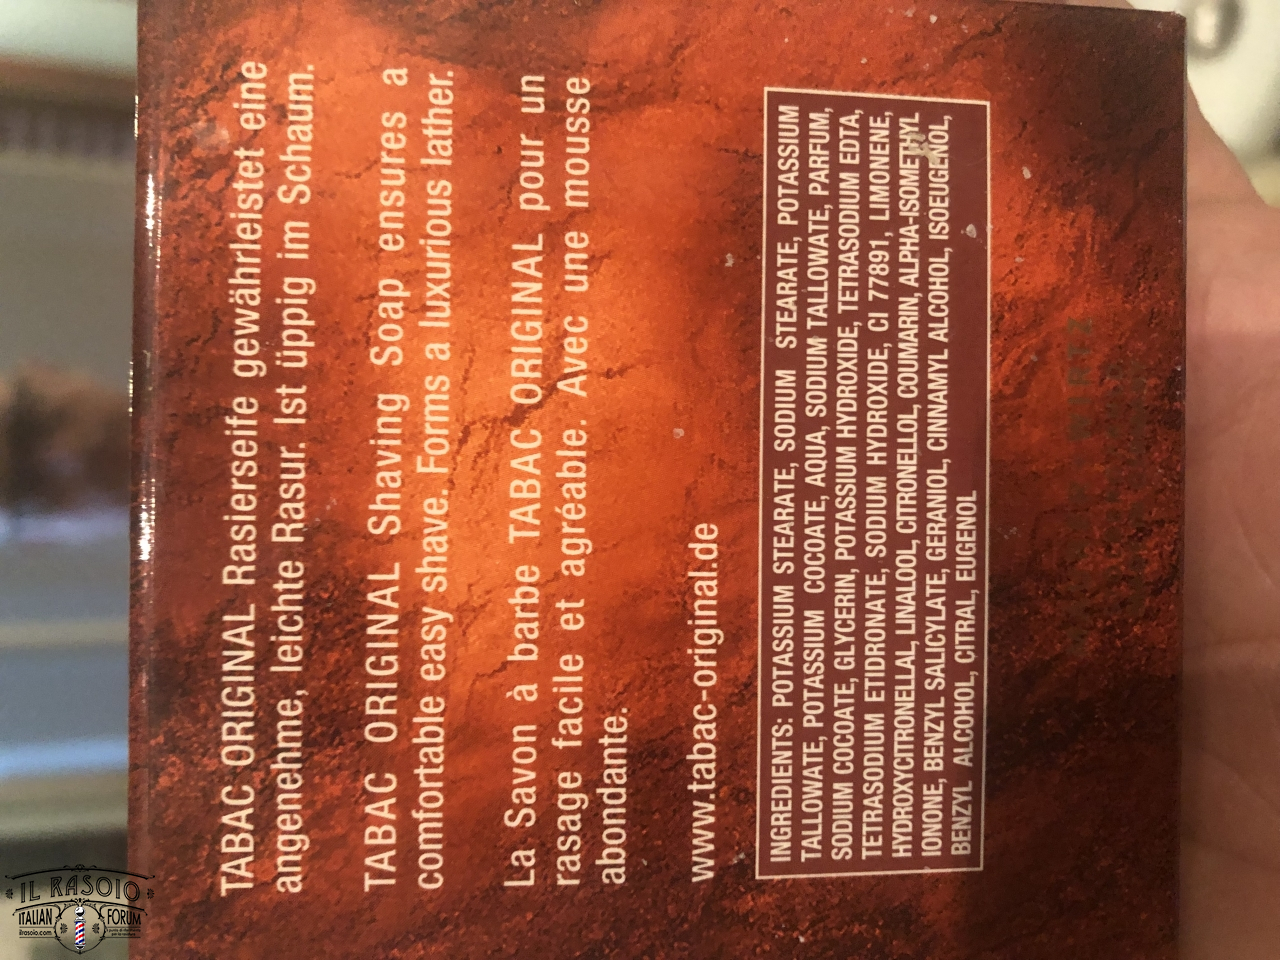 TABAC ORIGINAL Rasierseife gewährleistet eine
angenehme, leichte Rasur. Ist üppig im Schaum.
TABAC ORIGINAL Shaving Soap ensures a
comfortable easy shave. Forms a luxurious lather.
La Savon à barbe TABAC ORIGINAL pour un
rasage facile et agréable. Avec une mousse
abondante.
www.tabac-original.de
INGREDIENTS: POTASSIUM STEARATE, SODIUM STEARATE, POTASSIUM
TALLOWATE, POTASSIUM COCOATE, AQUA, SODIUM TALLOWATE, PARFUM,
SODIUM COCOATE, GLYCERIN, POTASSIUM HYDROXIDE, TETRASODIUM EDTA,
TETRASODIUM ETIDRONATE, SODIUM HYDROXIDE, CI 77891, LIMONENE,
HYDROXYCITRONELLAL, LINALOOL, CITRONELLOL, COUMARIN, ALPHA-ISOMETHYL
IONONE, BENZYL SALICYLATE, GERANIOL, CINNAMYL ALCOHOL, ISOEUGENOL,
BENZYL ALCOHOL, CITRAL, EUGENOL
IL RASOIO
ITALIAN FORUM
ilrasoio.com